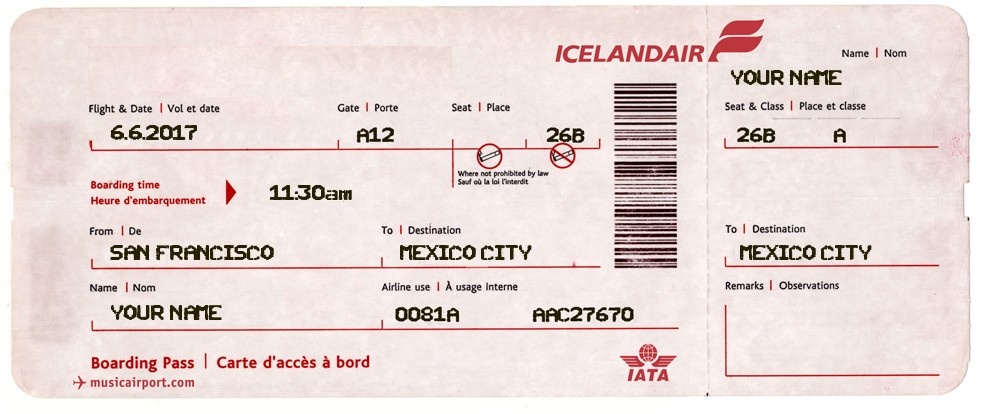 ICELANDAIR
Flight & Date | Vol et date
Gate | Porte
Seat | Place
6.6.2017
A12
26B
Where not prohibited by law
Sauf où la loi l'interdit
Boarding time
Heure d'embarquement
11:30am
From | De
To | Destination
SAN FRANCISCO
MEXICO CITY
Name | Nom
Airline use | À usage interne
YOUR NAME
0081A
AAC27670
Boarding Pass | Carte d'accès à bord
musicairport.com
IATA
Name | Nom
YOUR NAME
Seat & Class | Place et classe
26B
A
To | Destination
MEXICO CITY
Remarks | Observations